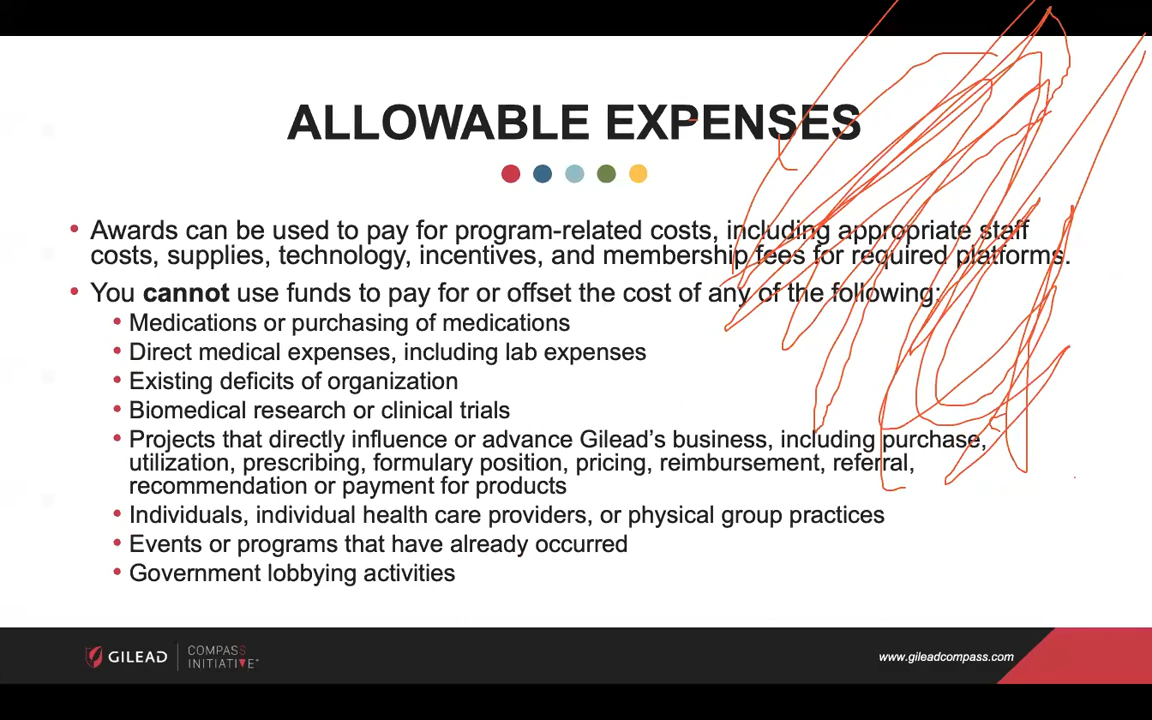 ALLOWABLE EXPENSES
• Awards can be used to pay for program-related costs, including appropriate staff
costs, supplies, technology, incentives, and membership fees for required platforms.
• You cannot use funds to pay for or offset the cost of any of the following:
• Medications or purchasing of medications
• Direct medical expenses, including lab expenses
• Existing deficits of organization
• Biomedical research or clinical trials
• Projects that directly influence or advance Gilead’s business, including purchase,
utilization, prescribing, formulary position, pricing, reimbursement, referral,
recommendation or payment for products
• Individuals, individual health care providers, or physical group practices
• Events or programs that have already occurred
• Government lobbying activities
GILEAD
COMPASS
INITIATIVE
www.gileadcompass.com